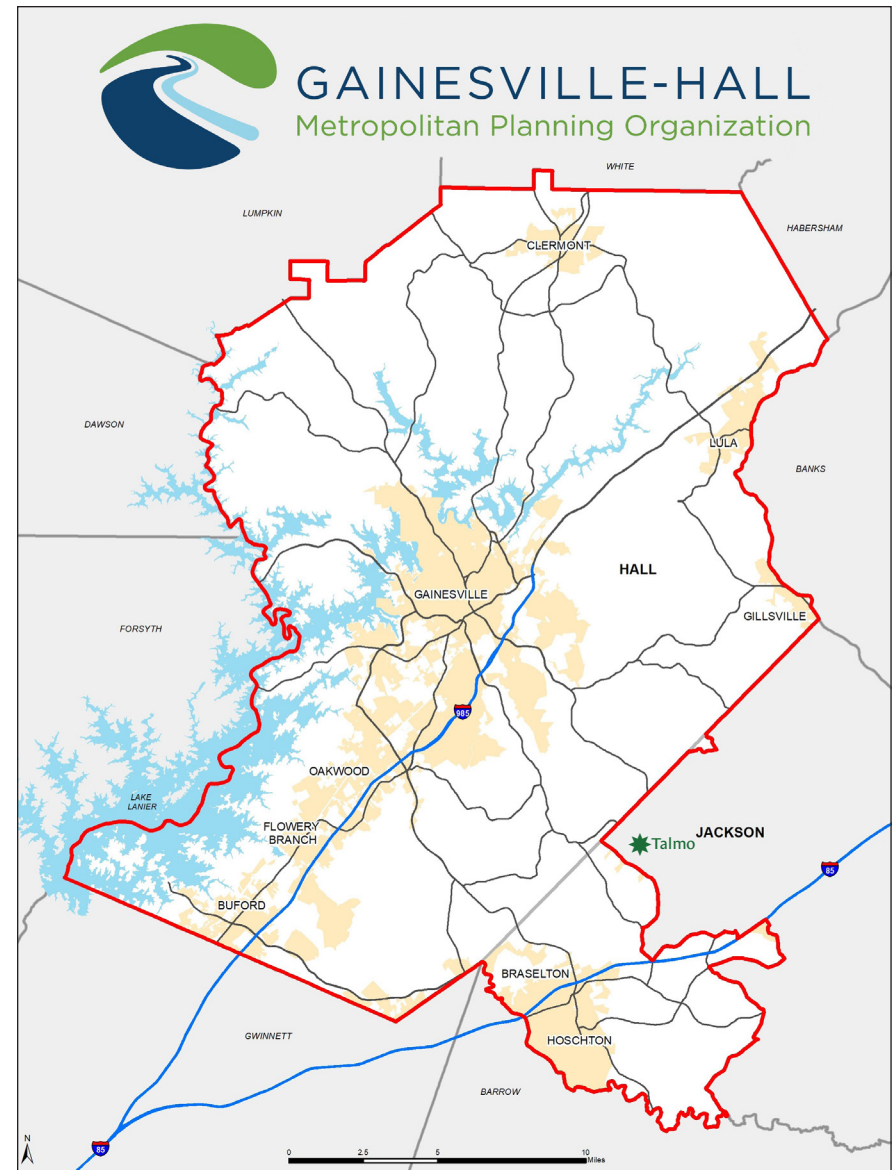 GAINESVILLE-HALL
Metropolitan Planning Organization
WHITE
LUMPKIN
HABERSHAM
CLERMONT
DAWSON
LULA
BANKS
HALL
GAINESVILLE
GILLSVILLE
FORSYTH
985
OAKWOOD
LAKE
LANIER
FLOWERY
BRANCH
JACKSON
Talmo
85
BUFORD
BRASELTON
GWINNETT
HOSCHTON
BARROW
85
N
0 2.5 5 10
Miles